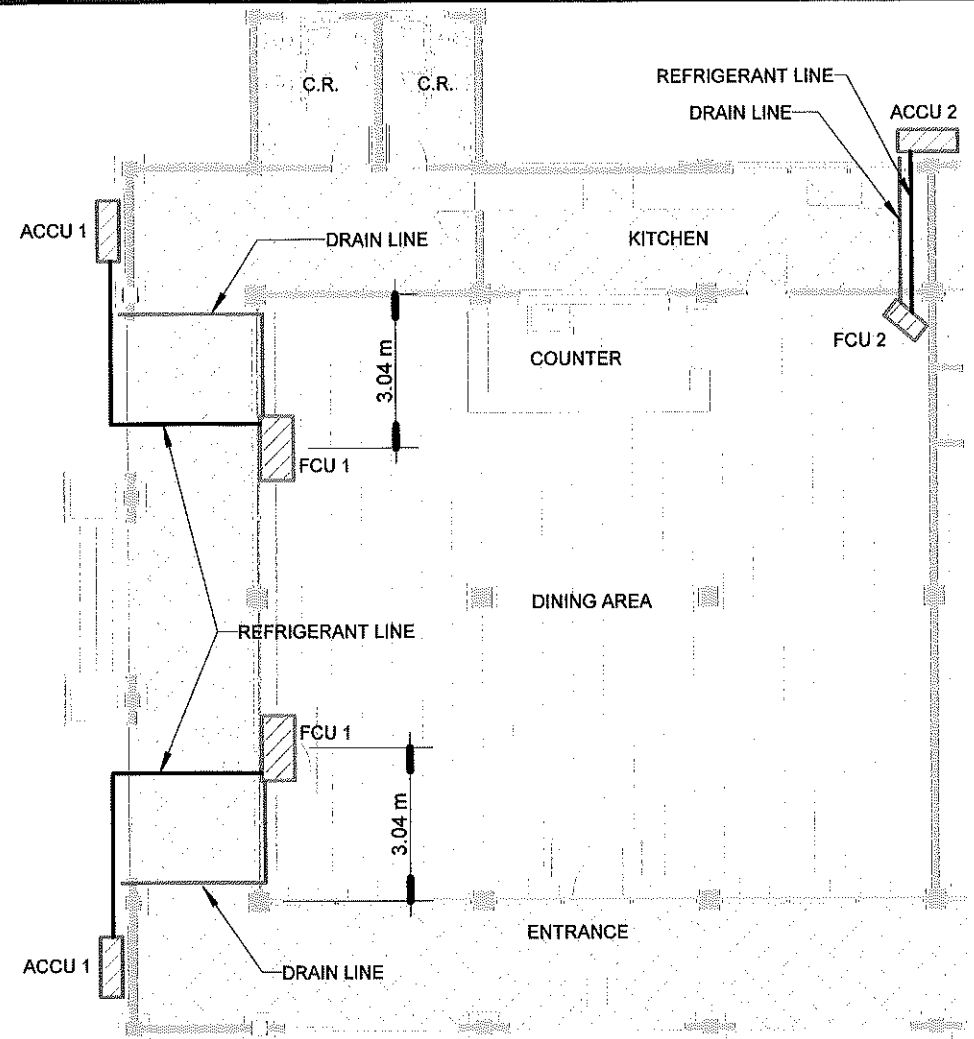 C.R.
C.R.
REFRIGERANT LINE
DRAIN LINE
ACCU 2
ACCU 1
DRAIN LINE
KITCHEN
FCU 2
COUNTER
3.04 m
FCU 1
DINING AREA
REFRIGERANT LINE
FCU 1
3.04 m
ENTRANCE
ACCU 1
DRAIN LINE